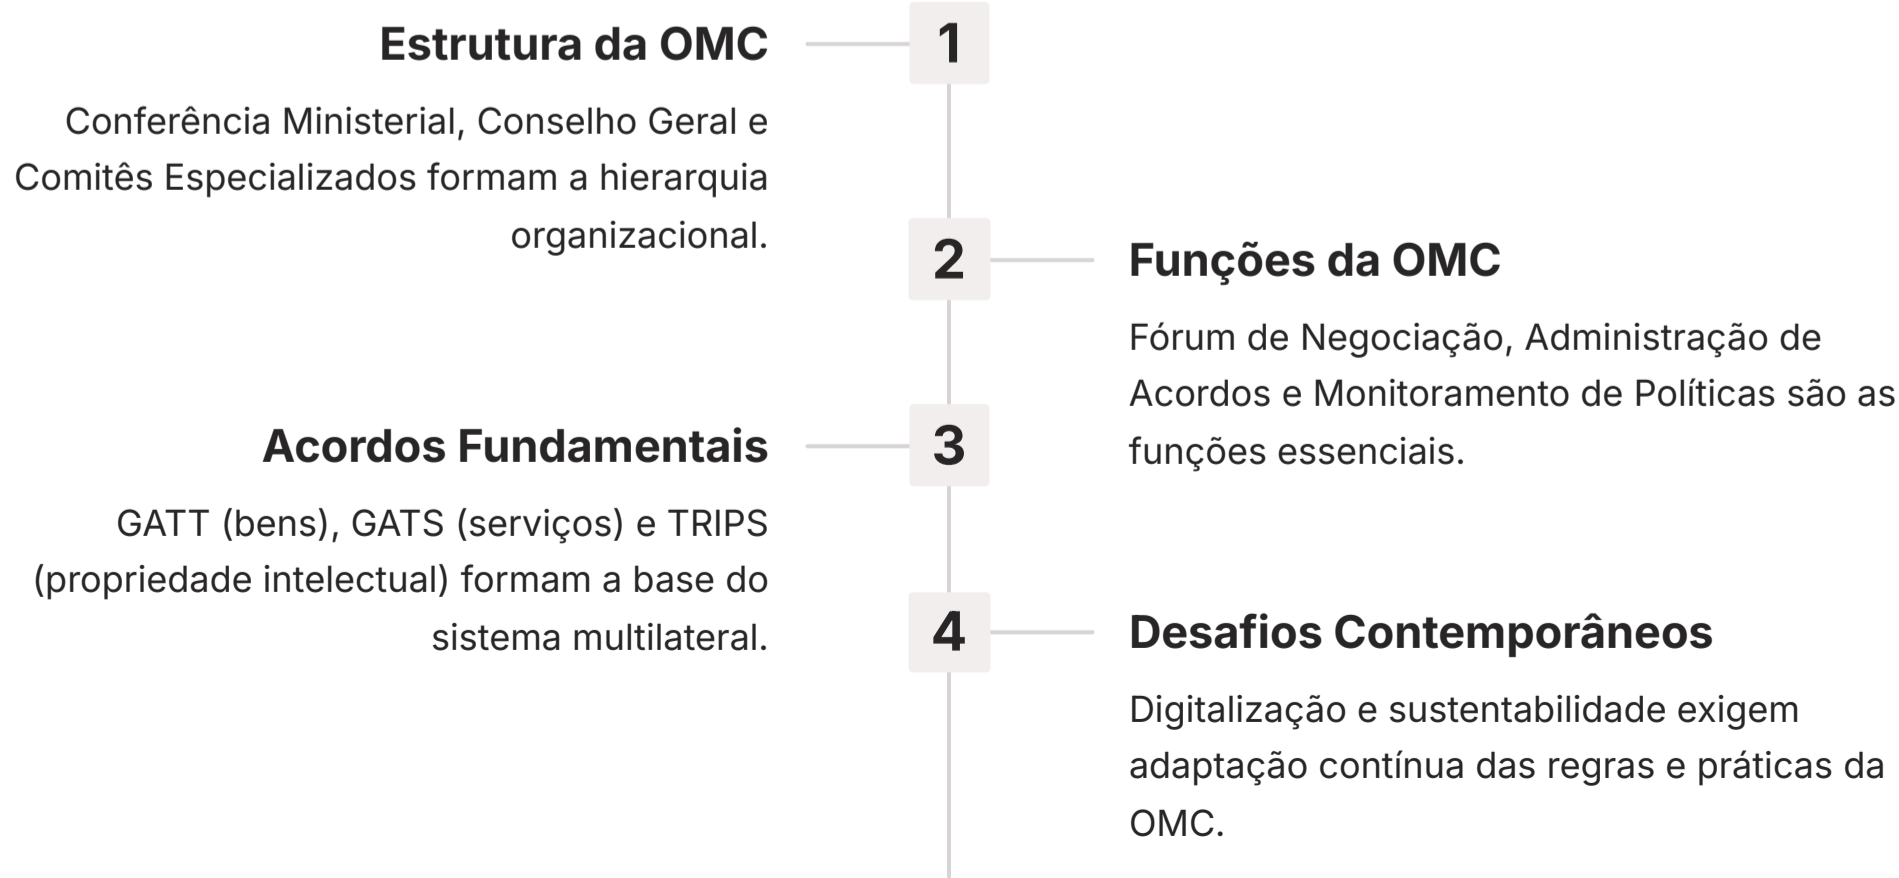 1
Estrutura da OMC
Conferência Ministerial, Conselho Geral e
Comitês Especializados formam a hierarquia
organizacional.
2
Funções da OMC
Fórum de Negociação, Administração de
Acordos e Monitoramento de Políticas são as
funções essenciais.
3
Acordos Fundamentais
GATT (bens), GATS (serviços) e TRIPS
(propriedade intelectual) formam a base do
sistema multilateral.
4
Desafios Contemporâneos
Digitalização e sustentabilidade exigem
adaptação contínua das regras e práticas da
OMC.